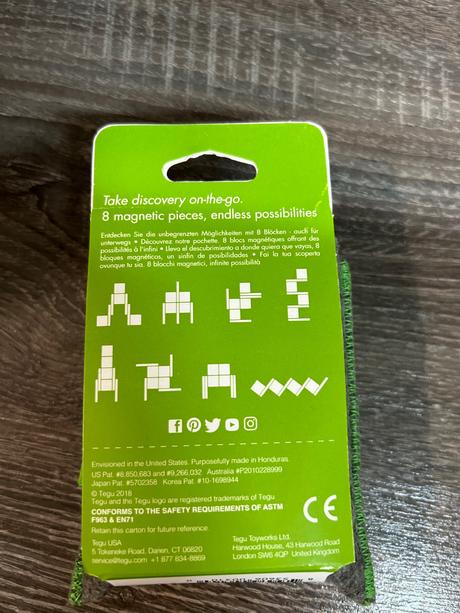 Take discovery on-the-go.
8 magnetic pieces, endless possibilities
Entdecken Sie die unbegrenzten Möglichkeiten mit 8 Blöcken - auch für
unterwegs • Découvrez notre pochette. 8 blocs magnétiques offrant des
possibilités à l'infini • Lleva el descubrimiento a donde quiera que vayas, 8
bloques magnéticos, un sinfín de posibilidades • Fai la tua scoperta
ovunque tu sia. 8 blocchi magnetici, infinite possibilità
Envisioned in the United States. Purposefully made in Honduras.
US Pat. #8,850,683 and #9,266,032 Australia #P2010228999
Japan Pat. #5702358 Korea Pat. #10-1698944
© Tegu 2018
Tegu and the Tegu logo are registered trademarks of Tegu
CONFORMS TO THE SAFETY REQUIREMENTS OF ASTM
F963 & EN71
Retain this carton for future reference.
CE
Tegu USA
5 Tokeneke Road, Darien, CT 06820
service@tegu.com +1 877 834-8869
Tegu Toyworks Ltd.
Harwood House, 43 Harwood Road
London SW6 4QP United Kingdom